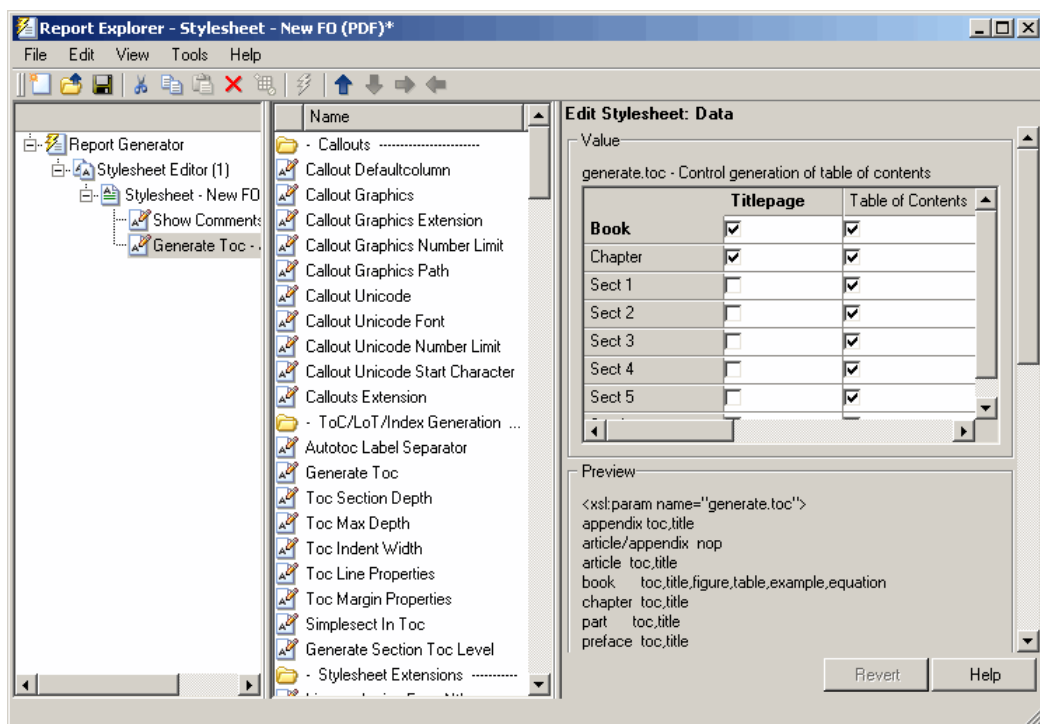 Report Explorer - Stylesheet - New FO (PDF)*
File Edit View Tools Help
Report Generator
Stylesheet Editor (1)
Stylesheet - New FO
Show Comments
Generate Toc -
Name
- Callouts ------------------------
Callout Defaultcolumn
Callout Graphics
Callout Graphics Extension
Callout Graphics Number Limit
Callout Graphics Path
Callout Unicode
Callout Unicode Font
Callout Unicode Number Limit
Callout Unicode Start Character
Callouts Extension
- ToC/LoT/Index Generation ...
Autotoc Label Separator
Generate Toc
Toc Section Depth
Toc Max Depth
Toc Indent Width
Toc Line Properties
Toc Margin Properties
Simplesect In Toc
Generate Section Toc Level
- Stylesheet Extensions -----------
Edit Stylesheet: Data
Value
generate.toc - Control generation of table of contents
Titlepage Table of Contents
Book
Chapter
Sect 1
Sect 2
Sect 3
Sect 4
Sect 5
Preview
<xsl:param name="generate.toc">
appendix toc,title
article/appendix nop
article toc,title
book toc,title,figure,table,example,equation
chapter toc,title
part toc,title
preface toc,title
Revert Help